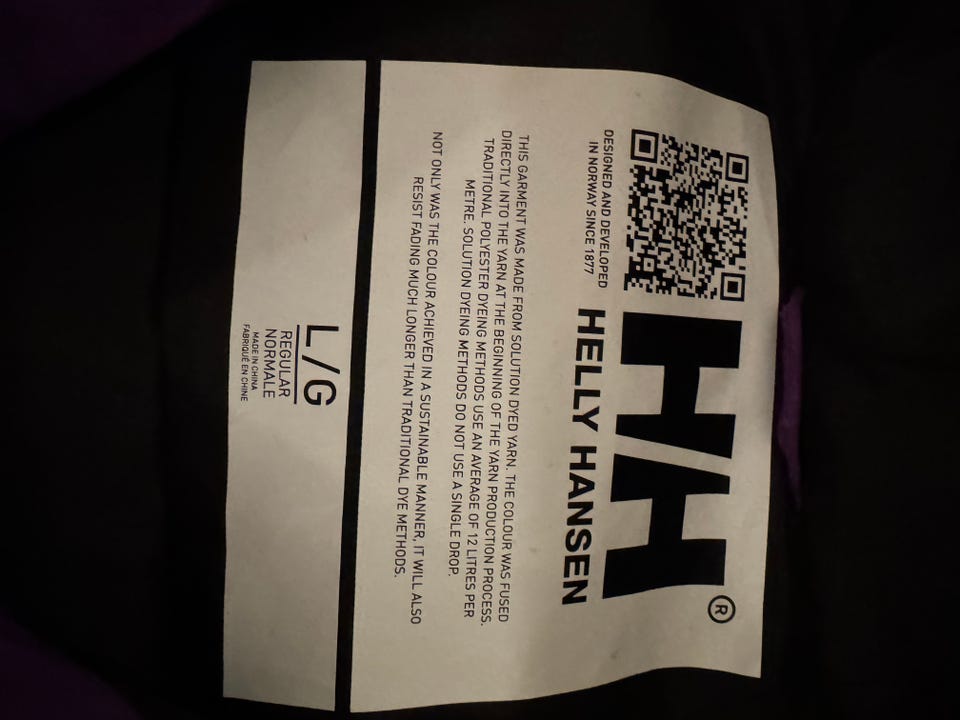 HH®
DESIGNED AND DEVELOPED
IN NORWAY SINCE 1877
HELLY HANSEN
THIS GARMENT WAS MADE FROM SOLUTION DYED YARN. THE COLOUR WAS FUSED
DIRECTLY INTO THE YARN AT THE BEGINNING OF THE YARN PRODUCTION PROCESS.
TRADITIONAL POLYESTER DYEING METHODS USE AN AVERAGE OF 12 LITRES PER
METRE. SOLUTION DYEING METHODS DO NOT USE A SINGLE DROP.
NOT ONLY WAS THE COLOUR ACHIEVED IN A SUSTAINABLE MANNER, IT WILL ALSO
RESIST FADING MUCH LONGER THAN TRADITIONAL DYE METHODS.
L/G
REGULAR
NORMALE
MADE IN CHINA
FABRIQUÉ EN CHINE